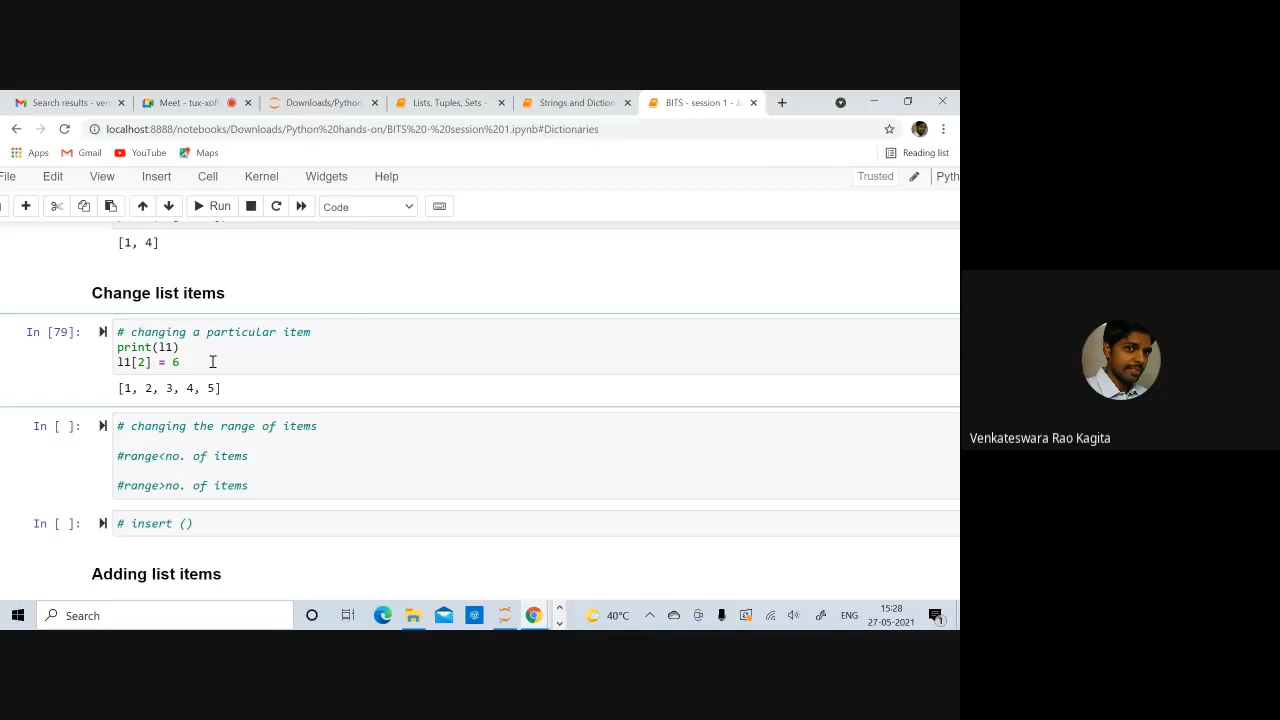 Search results - ven
Meet - tux-xof
Downloads/Python
Lists, Tuples, Sets -
Strings and Diction
BITS - session 1 - Ju
localhost:8888/notebooks/Downloads/Python%20hands-on/BITS%20-%20session%201.ipynb#Dictionaries
Apps Gmail YouTube Maps Reading list
File Edit View Insert Cell Kernel Widgets Help Trusted Pyth
Run Code
[1, 4]
Change list items
In [79]: # changing a particular item
print(l1)
l1[2] = 6
[1, 2, 3, 4, 5]
In [ ]: # changing the range of items
#range<no. of items
#range>no. of items
In [ ]: # insert ()
Adding list items
Venkateswara Rao Kagita
Search 40°C ENG 15:28
27-05-2021
1